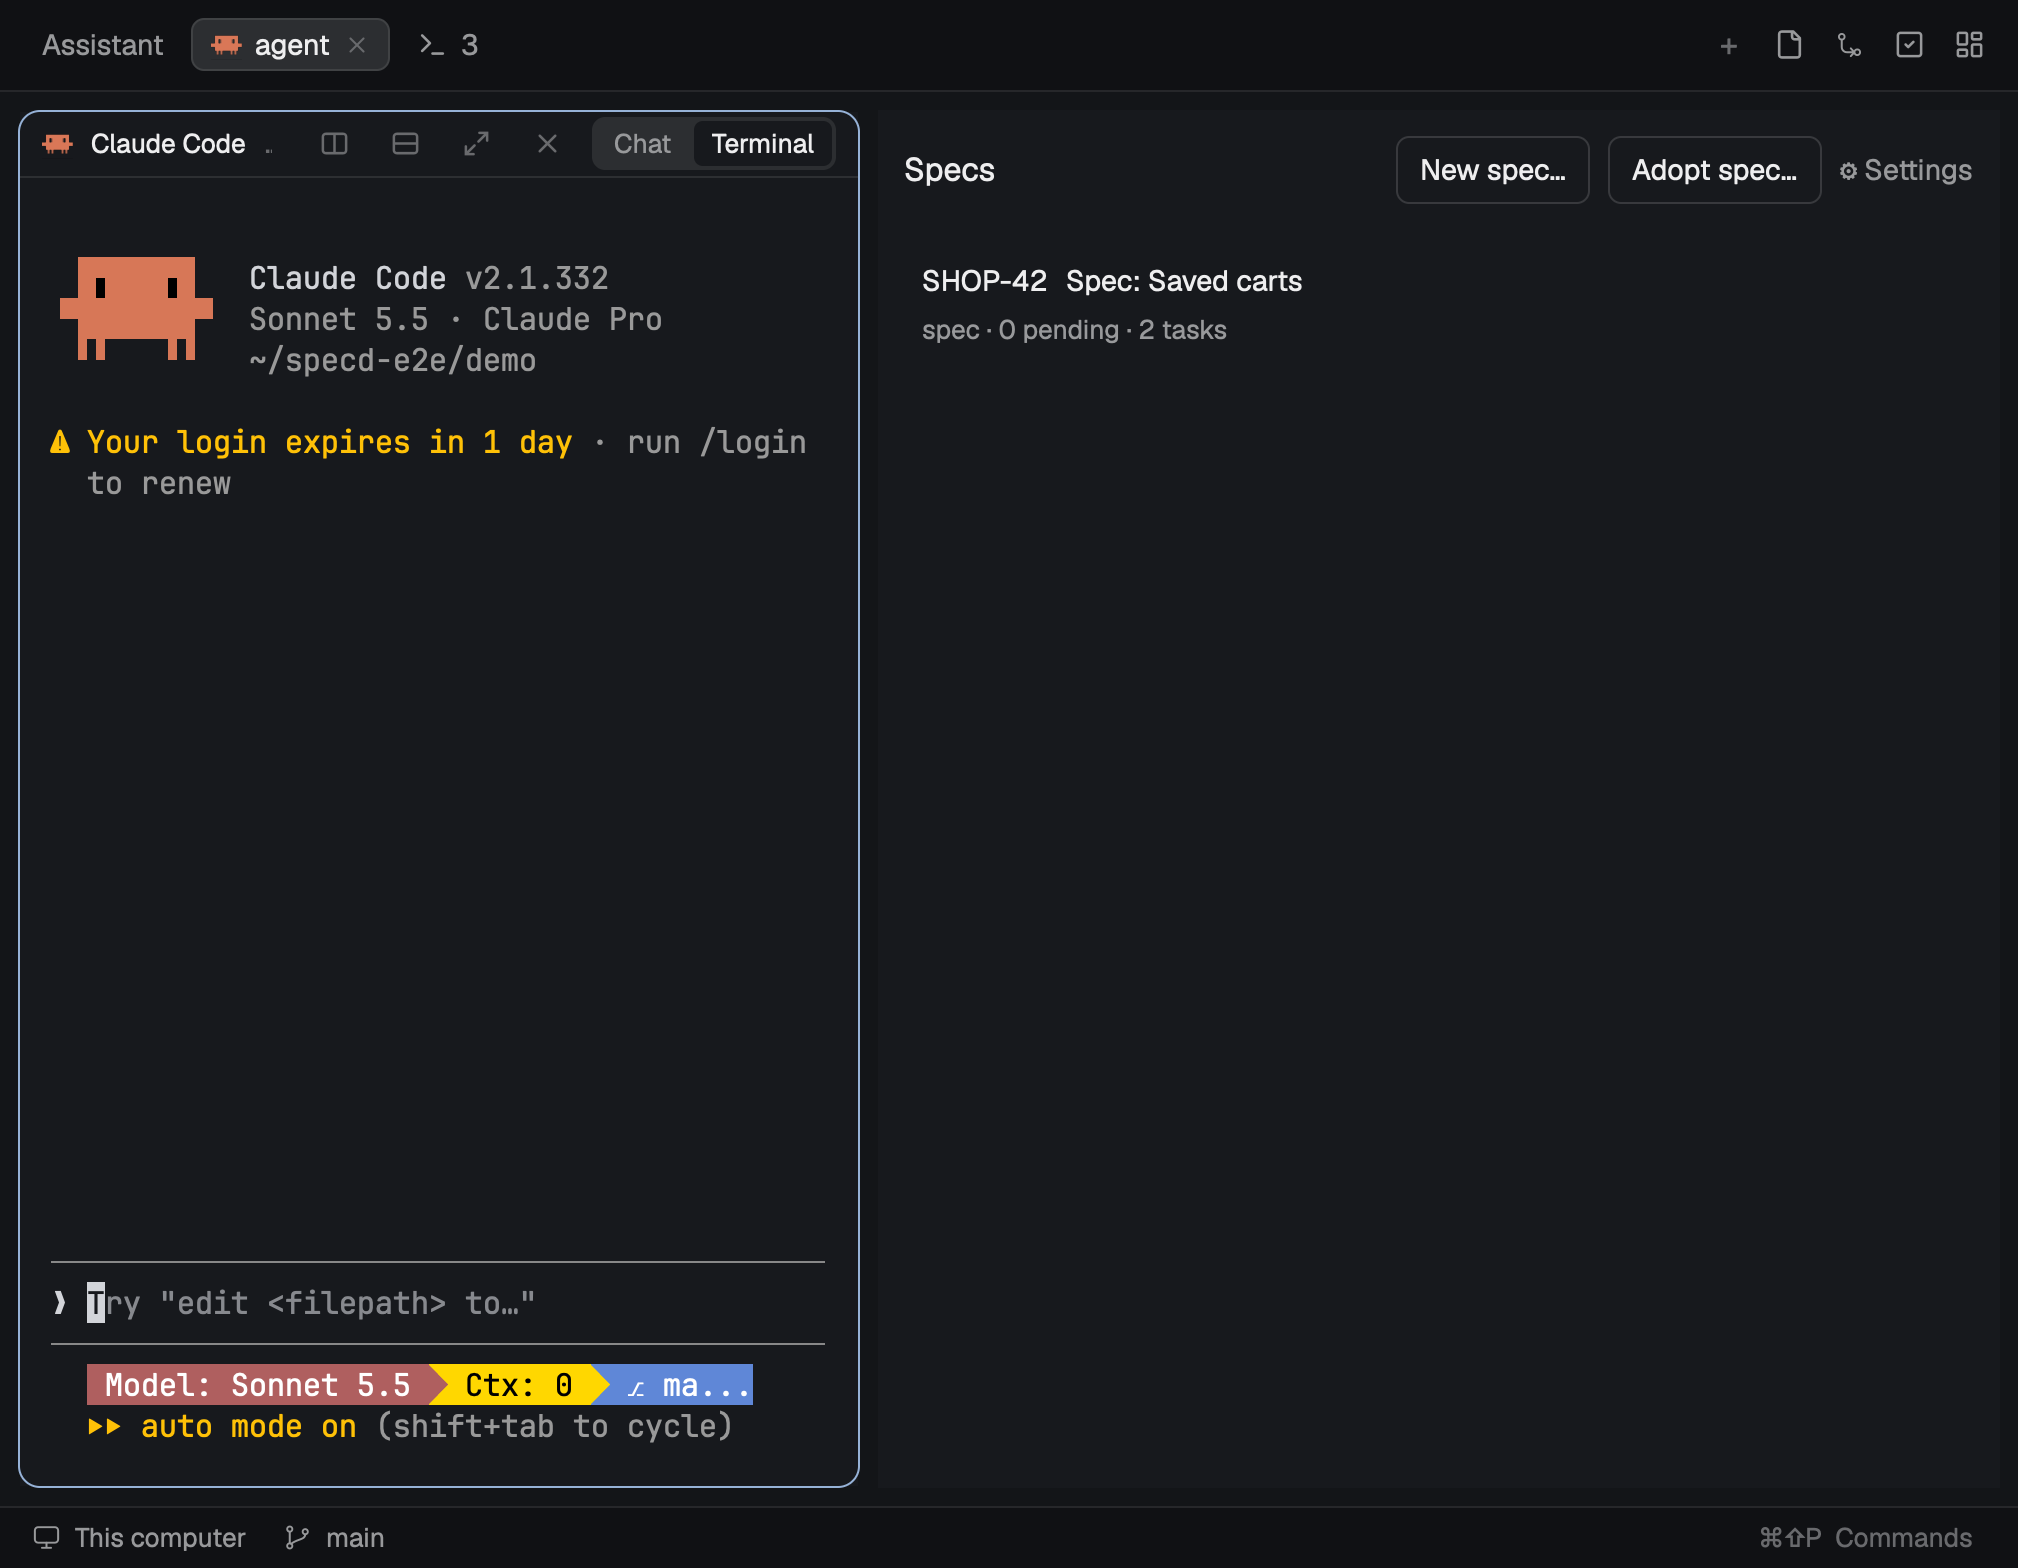 Assistant
agent
3
Claude Code ..
Chat
Terminal
Claude Code v2.1.332
Sonnet 5.5 · Claude Pro
~/specd-e2e/demo
Your login expires in 1 day · run /login
to renew
❯ Try "edit <filepath> to…"
Model: Sonnet 5.5 Ctx: 0 ma...
auto mode on (shift+tab to cycle)
Specs
New spec…
Adopt spec…
Settings
SHOP-42 Spec: Saved carts
spec · 0 pending · 2 tasks
This computer
main
⌘⇧P Commands